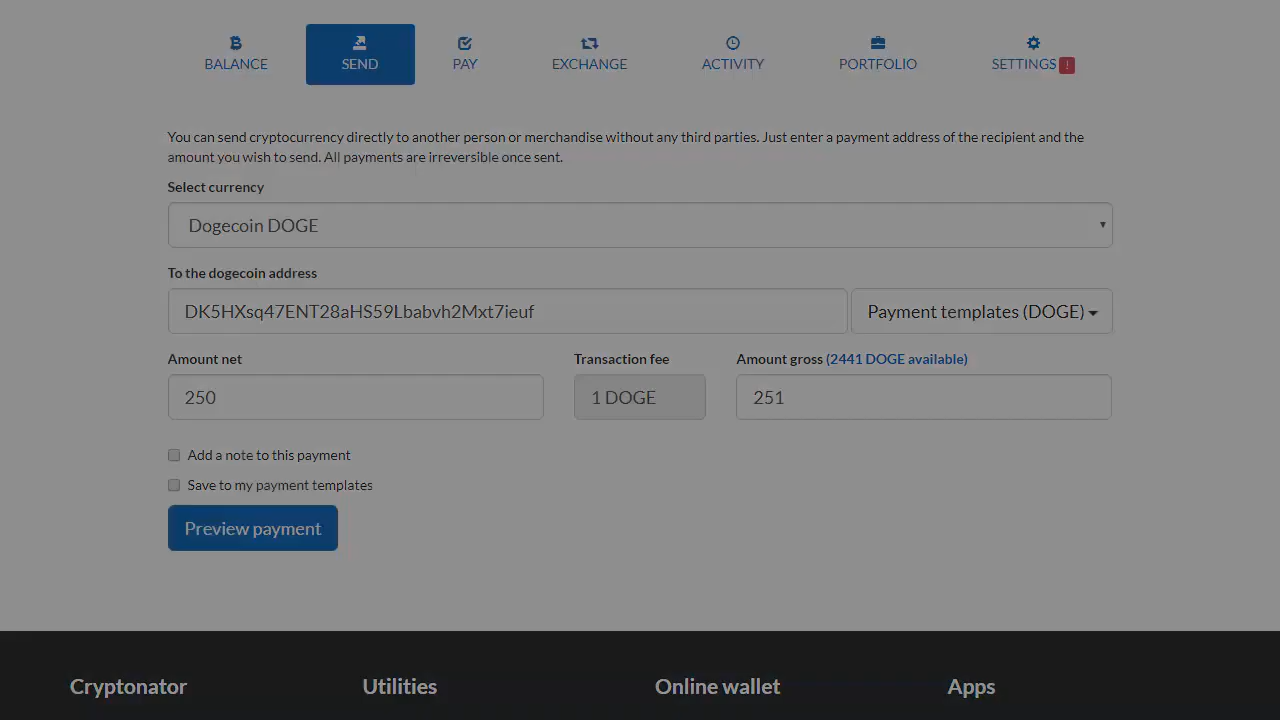 BALANCE SEND PAY EXCHANGE ACTIVITY PORTFOLIO SETTINGS !
You can send cryptocurrency directly to another person or merchandise without any third parties. Just enter a payment address of the recipient and the
amount you wish to send. All payments are irreversible once sent.
Select currency
Dogecoin DOGE
To the dogecoin address
DK5HXsq47ENT28aHS59Lbabvh2Mxt7ieuf Payment templates (DOGE)
Amount net Transaction fee Amount gross (2441 DOGE available)
250 1 DOGE 251
Add a note to this payment
Save to my payment templates
Preview payment
Cryptonator Utilities Online wallet Apps